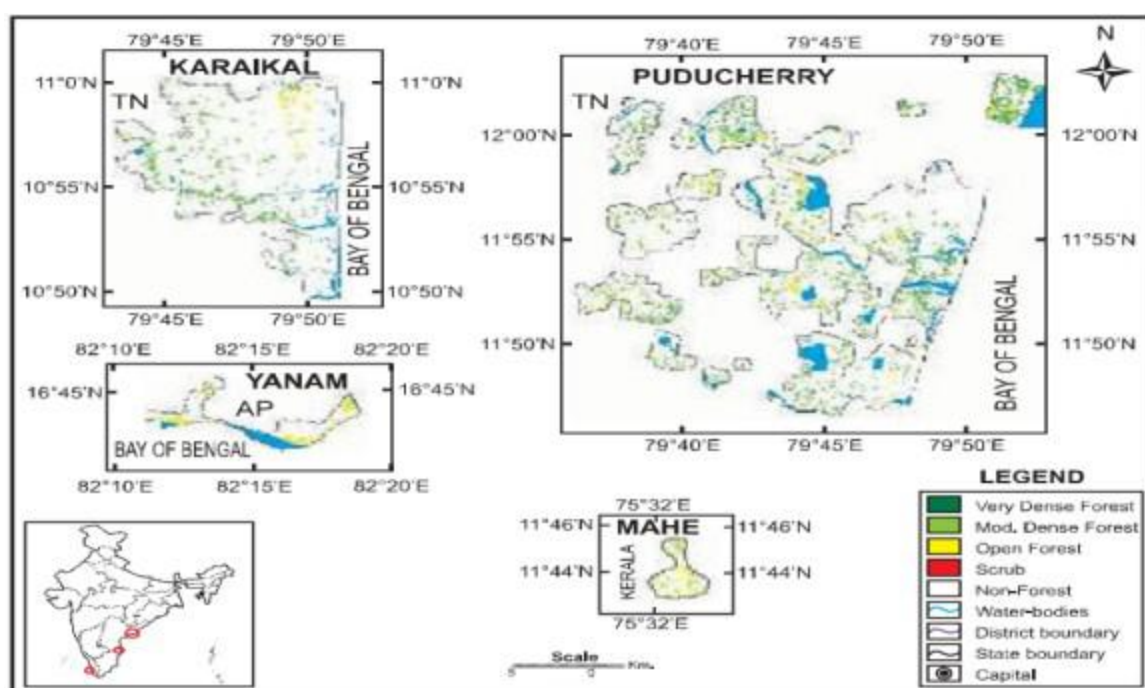 N
79°45'E 79°50'E
KARAIKAL
11°0'N 11°0'N
TN
10°55'N 10°55'N
BAY OF BENGAL
10°50'N 10°50'N
79°45'E 79°50'E
79°40'E 79°45'E 79°50'E
PUDUCHERRY
TN
12°00'N 12°00'N
11°55'N 11°55'N
11°50'N 11°50'N
BAY OF BENGAL
79°40'E 79°45'E 79°50'E
82°10'E 82°15'E 82°20'E
YANAM
16°45'N 16°45'N
AP
BAY OF BENGAL
82°10'E 82°15'E 82°20'E
75°32'E
MAHE
11°46'N 11°46'N
KERALA
11°44'N 11°44'N
75°32'E
Scale
5 0 Km.
LEGEND
Very Dense Forest
Mod. Dense Forest
Open Forest
Scrub
Non-Forest
Water-bodies
District boundary
State boundary
Capital